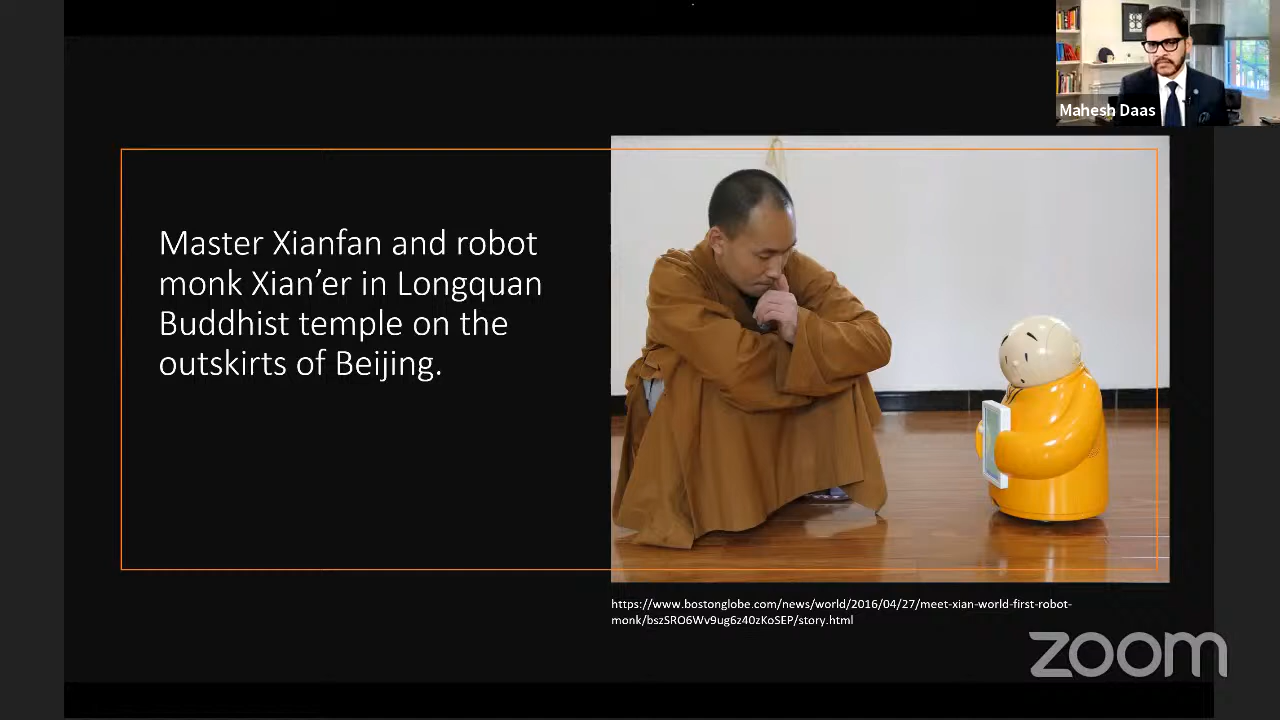 Mahesh Daas
Master Xianfan and robot
monk Xian’er in Longquan
Buddhist temple on the
outskirts of Beijing.
https://www.bostonglobe.com/news/world/2016/04/27/meet-xian-world-first-robot-
monk/bszSRO6Wv9ug6z40zKoSEP/story.html
zoom